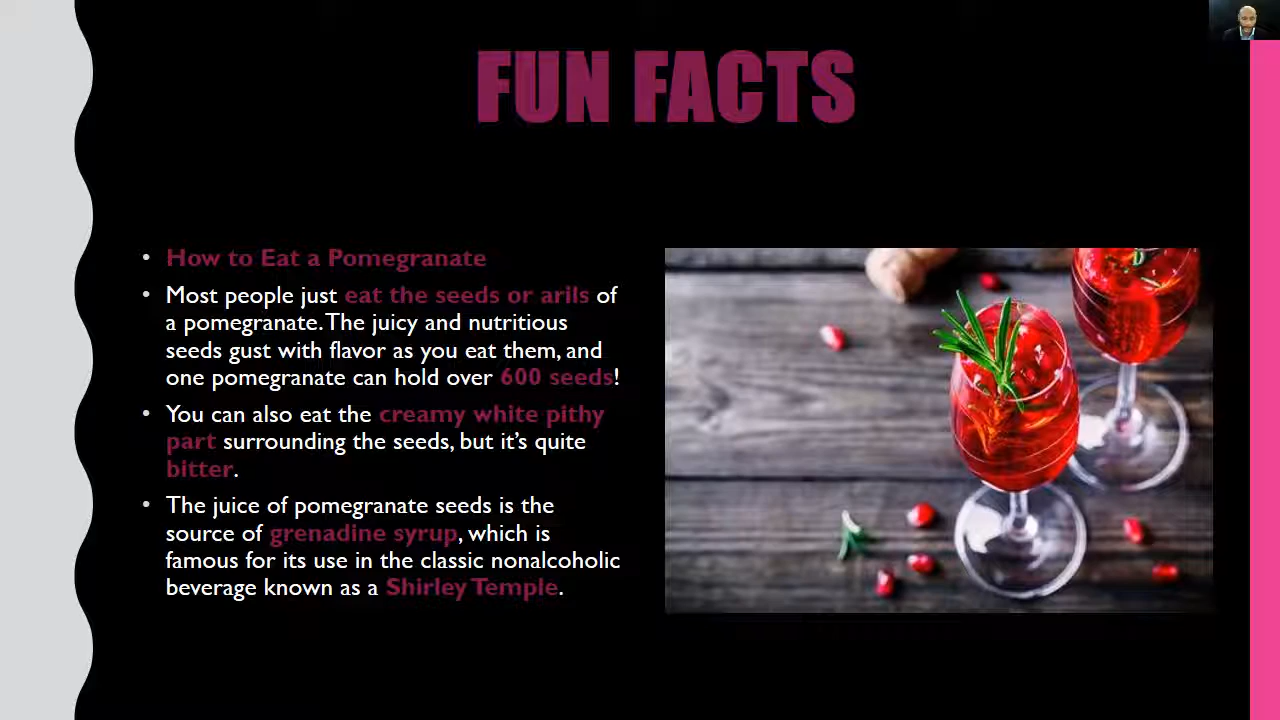 FUN FACTS
• How to Eat a Pomegranate
• Most people just eat the seeds or arils of
a pomegranate. The juicy and nutritious
seeds gust with flavor as you eat them, and
one pomegranate can hold over 600 seeds!
• You can also eat the creamy white pithy
part surrounding the seeds, but it's quite
bitter.
• The juice of pomegranate seeds is the
source of grenadine syrup, which is
famous for its use in the classic nonalcoholic
beverage known as a Shirley Temple.